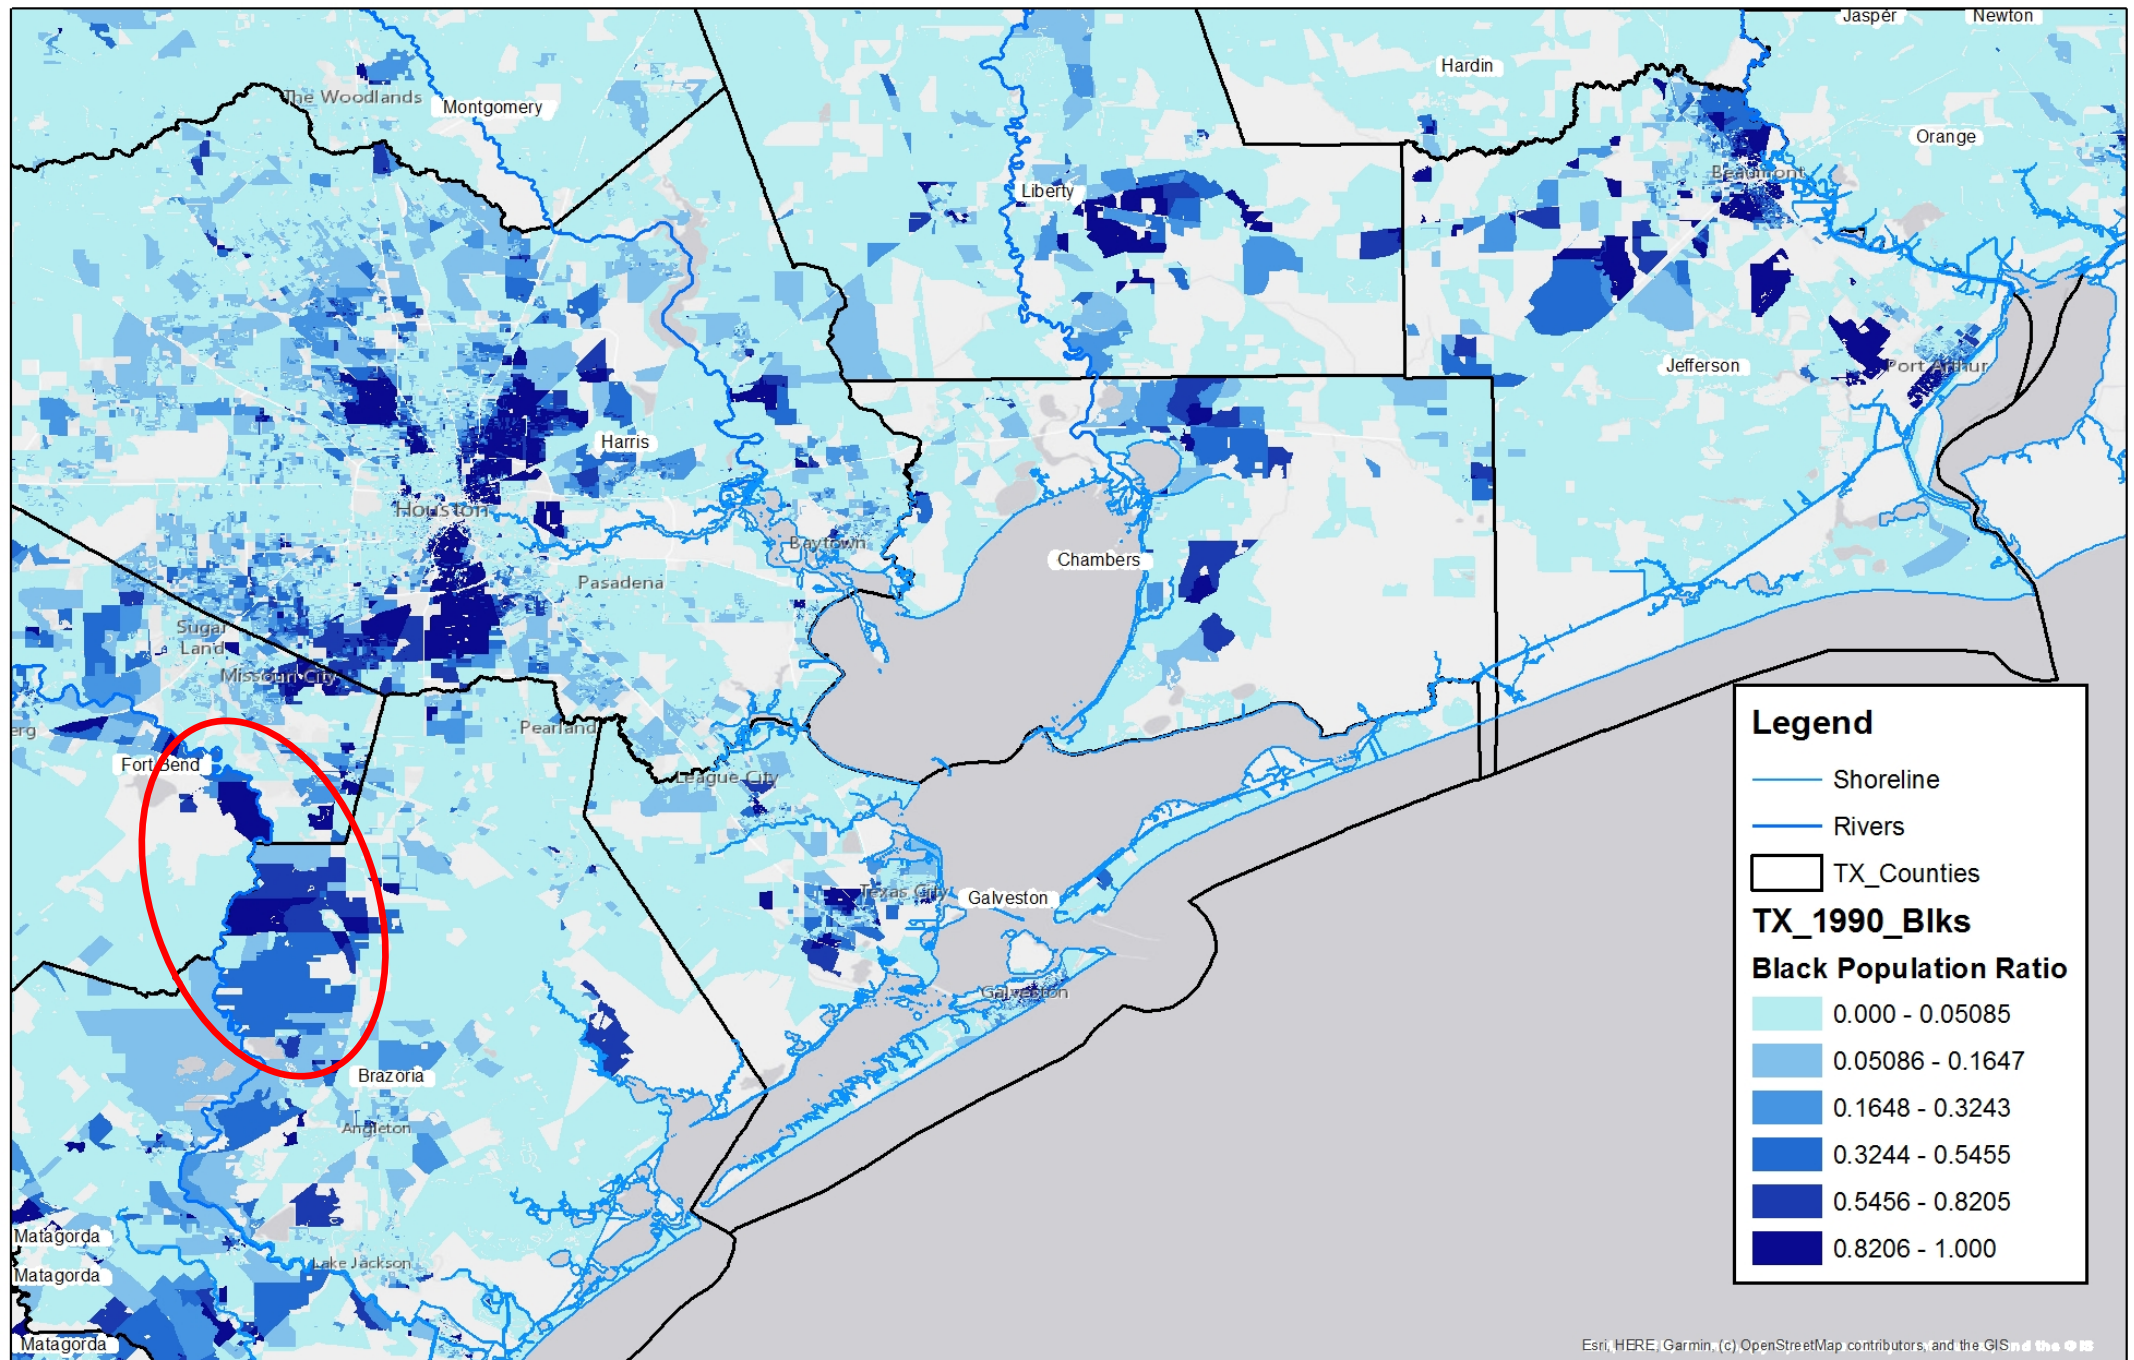 Jasper
Newton
Hardin
The Woodlands
Montgomery
Orange
Beaumont
Liberty
Jefferson
Port Arthur
Harris
Houston
Baytown
Chambers
Pasadena
Sugar
Land
Missouri City
erg
Pearland
Fort Bend
League City
Texas City
Galveston
Galveston
Brazoria
Angleton
Matagorda
Lake Jackson
Matagorda
Matagorda
Legend
Shoreline
Rivers
TX_Counties
TX_1990_Blks
Black Population Ratio
0.000 - 0.05085
0.05086 - 0.1647
0.1648 - 0.3243
0.3244 - 0.5455
0.5456 - 0.8205
0.8206 - 1.000
Esri, HERE, Garmin, (c) OpenStreetMap contributors, and the GIS